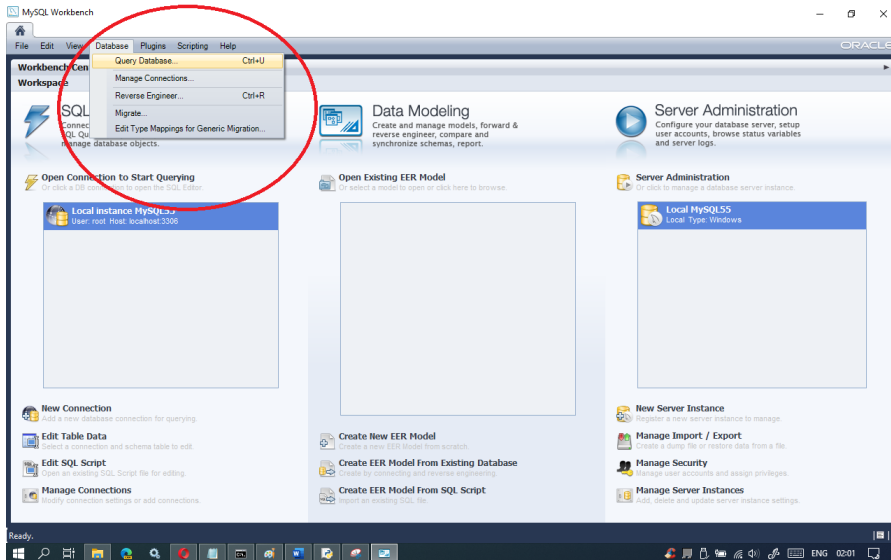 MySQL Workbench
File Edit View Database Plugins Scripting Help
ORACLE
Workbench Cen
Workspace
Query Database... Ctrl+U
Manage Connections...
Reverse Engineer... Ctrl+R
Migrate...
Edit Type Mappings for Generic Migration...
SQL
Connec
SQL Qu
manage database objects.
Data Modeling
Create and manage models, forward &
reverse engineer, compare and
synchronize schemas, report.
Server Administration
Configure your database server, setup
user accounts, browse status variables
and server logs.
Open Connection to Start Querying
Or click a DB connection to open the SQL Editor.
Local instance MySQL55
User: root Host: localhost:3306
New Connection
Add a new database connection for querying.
Edit Table Data
Select a connection and schema table to edit.
Edit SQL Script
Open an existing SQL Script file for editing.
Manage Connections
Modify connection settings or add connections.
Open Existing EER Model
Or select a model to open or click here to browse.
Create New EER Model
Create a new EER Model from scratch.
Create EER Model From Existing Database
Create by connecting and reverse engineering.
Create EER Model From SQL Script
Import an existing SQL file.
Server Administration
Or click to manage a database server instance.
Local MySQL55
Local Type: Windows
New Server Instance
Register a new server instance to manage.
Manage Import / Export
Create a dump file or restore data from a file.
Manage Security
Manage user accounts and assign privileges.
Manage Server Instances
Add, delete and update server instance settings.
Ready.
ENG 02:01